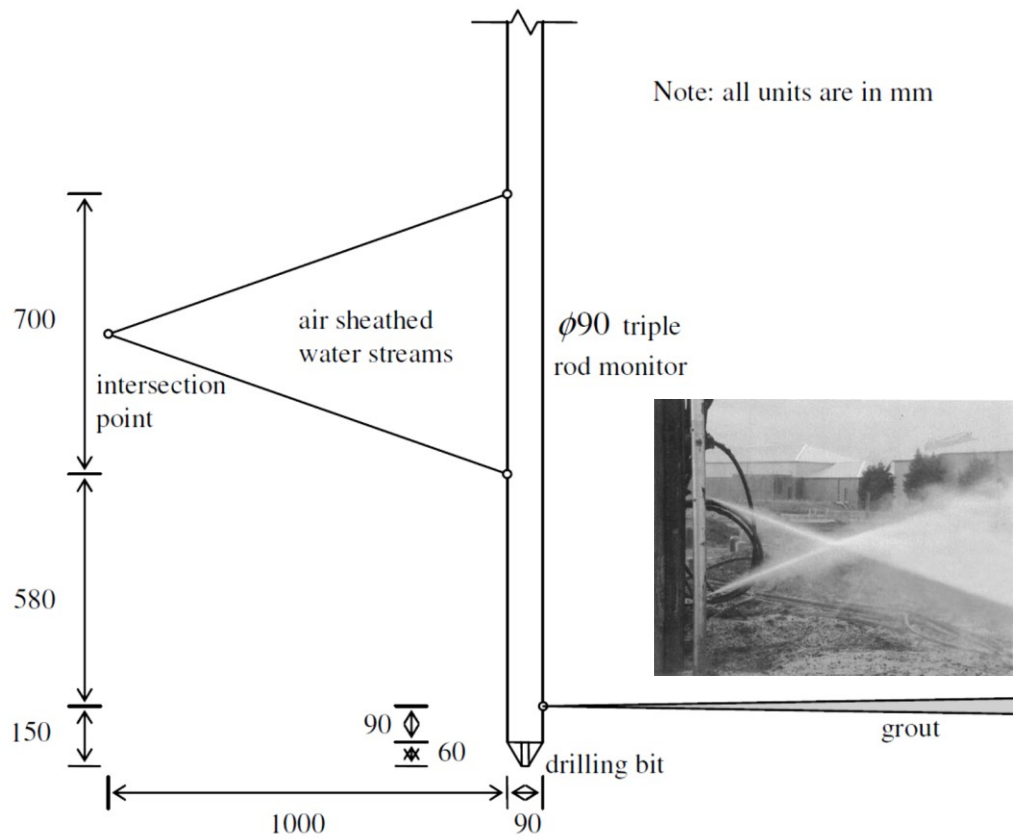 Note: all units are in mm
700
air sheathed
water streams
ϕ90 triple
rod monitor
intersection
point
580
150
90
60
grout
drilling bit
1000
90